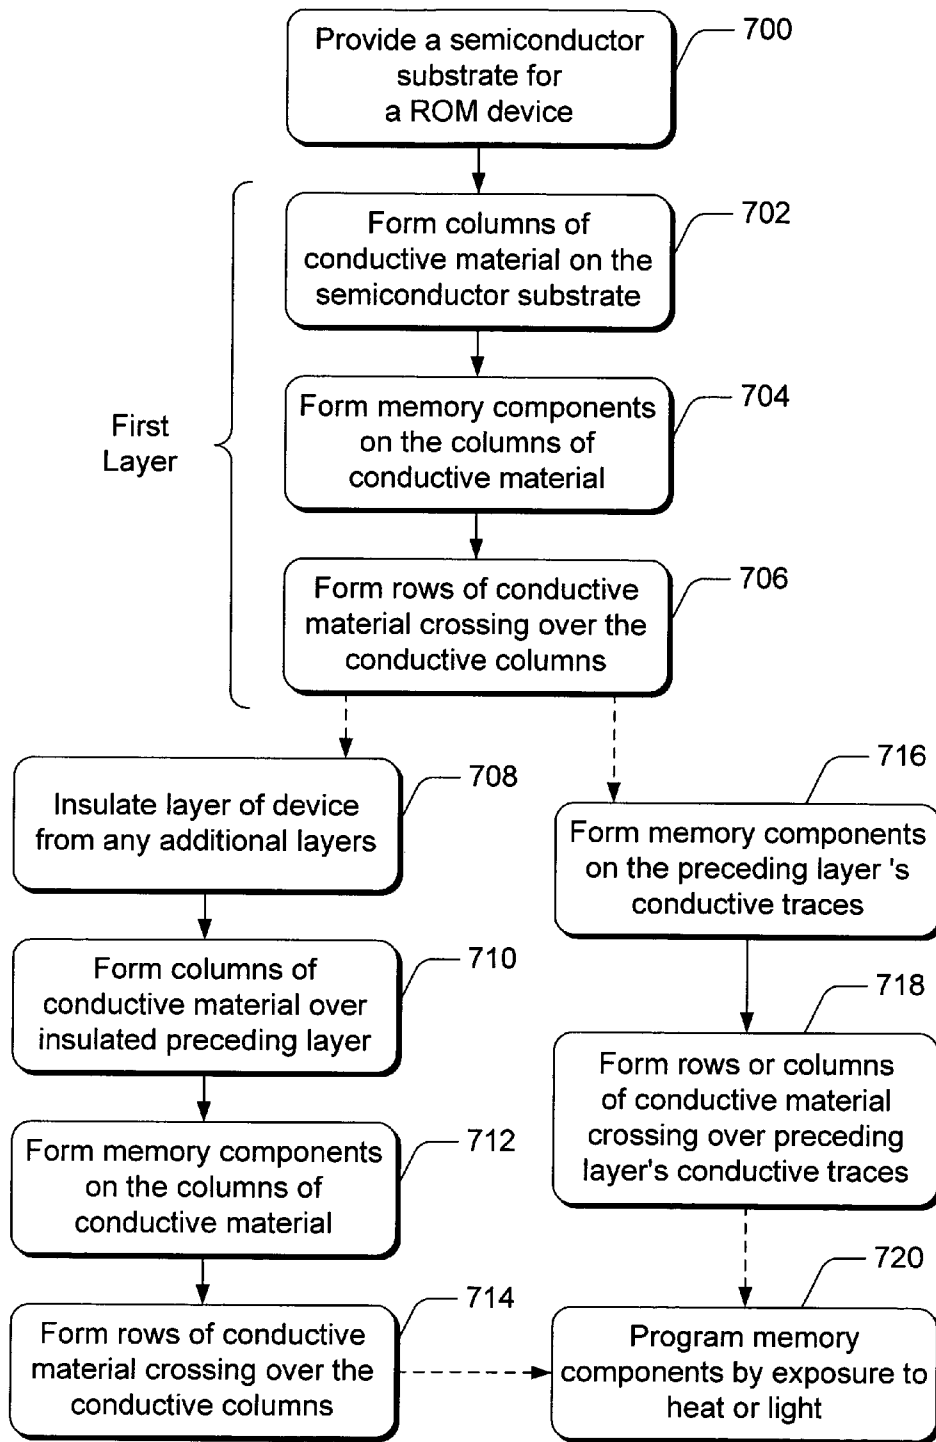 Provide a semiconductor
substrate for
a ROM device
700
Form columns of
conductive material on the
semiconductor substrate
702
First
Layer
Form memory components
on the columns of
conductive material
704
Form rows of conductive
material crossing over the
conductive columns
706
Insulate layer of device
from any additional layers
708
Form columns of
conductive material over
insulated preceding layer
710
Form memory components
on the columns of
conductive material
712
Form rows of conductive
material crossing over the
conductive columns
714
Form memory components
on the preceding layer 's
conductive traces
716
Form rows or columns
of conductive material
crossing over preceding
layer's conductive traces
718
Program memory
components by exposure to
heat or light
720